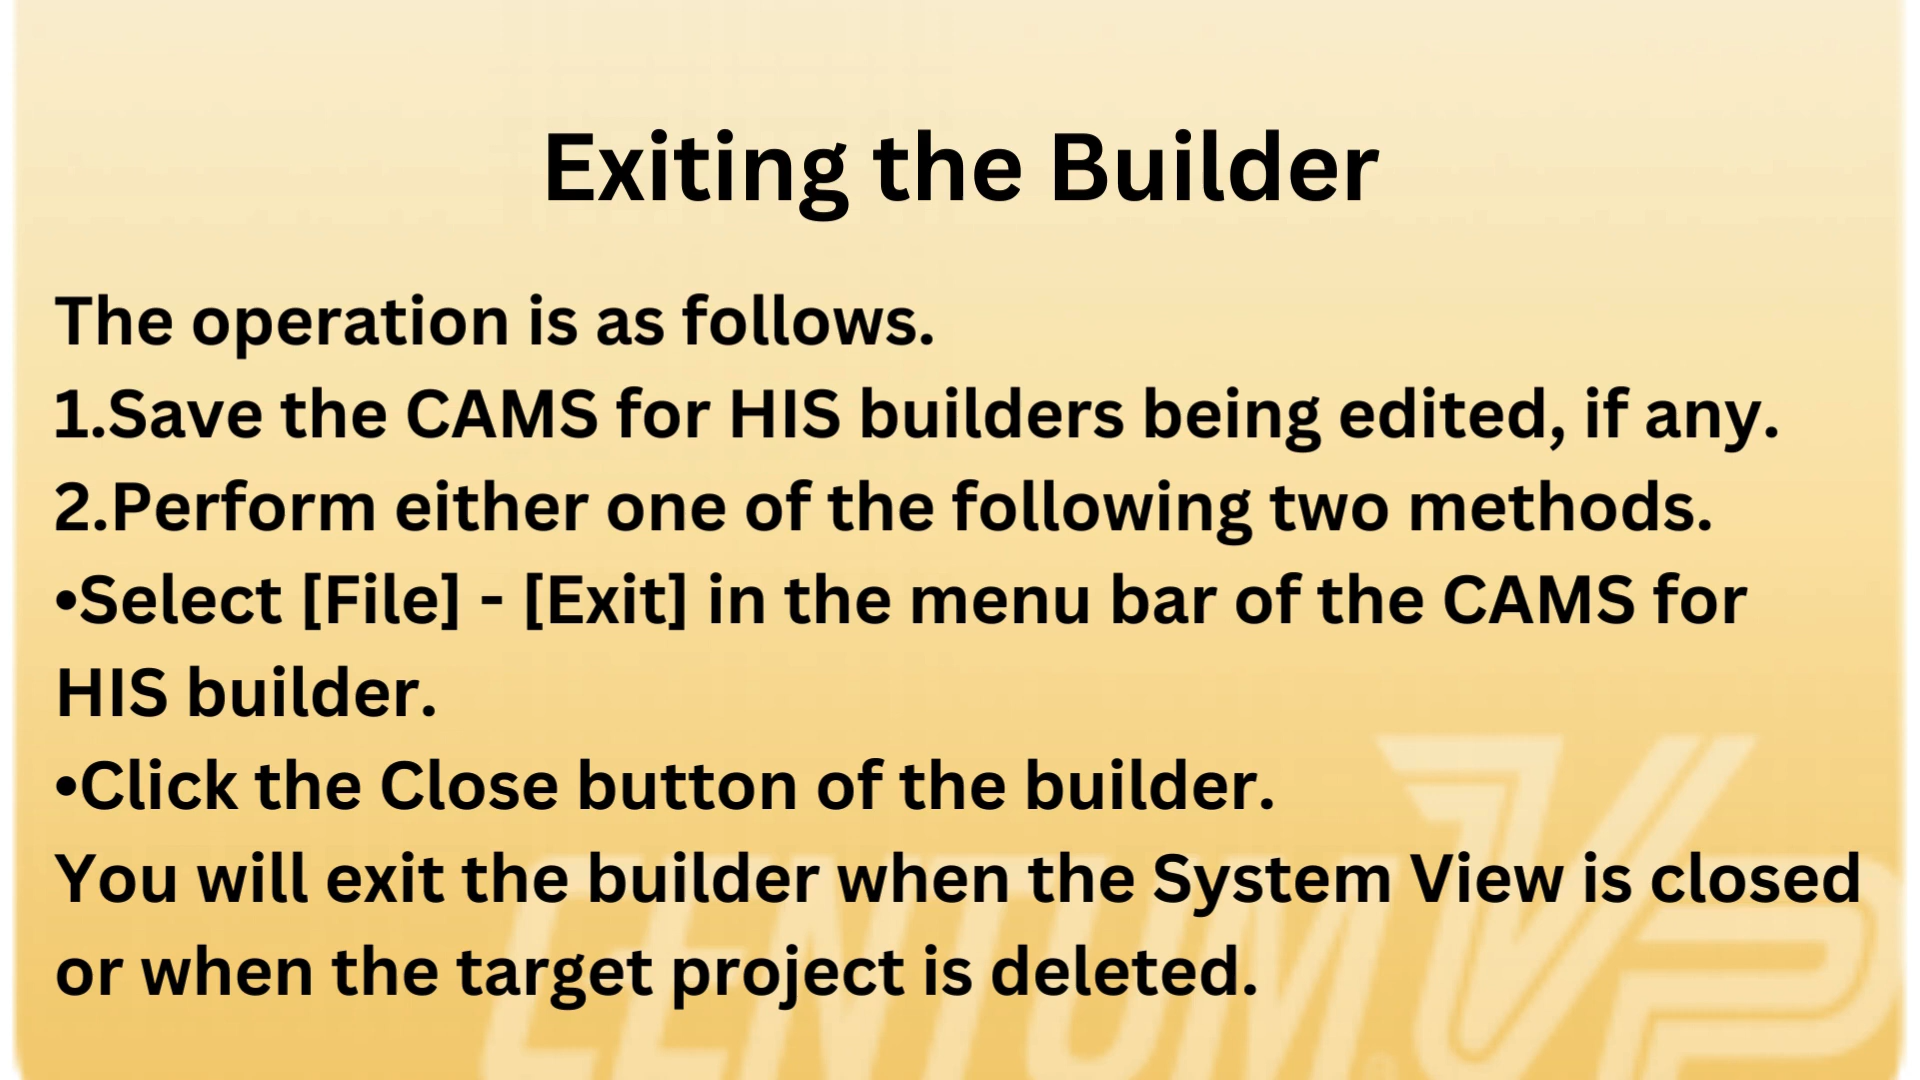 Exiting the Builder
The operation is as follows.
1.Save the CAMS for HIS builders being edited, if any.
2.Perform either one of the following two methods.
•Select [File] - [Exit] in the menu bar of the CAMS for
HIS builder.
•Click the Close button of the builder.
You will exit the builder when the System View is closed
or when the target project is deleted.
CENTUM VP